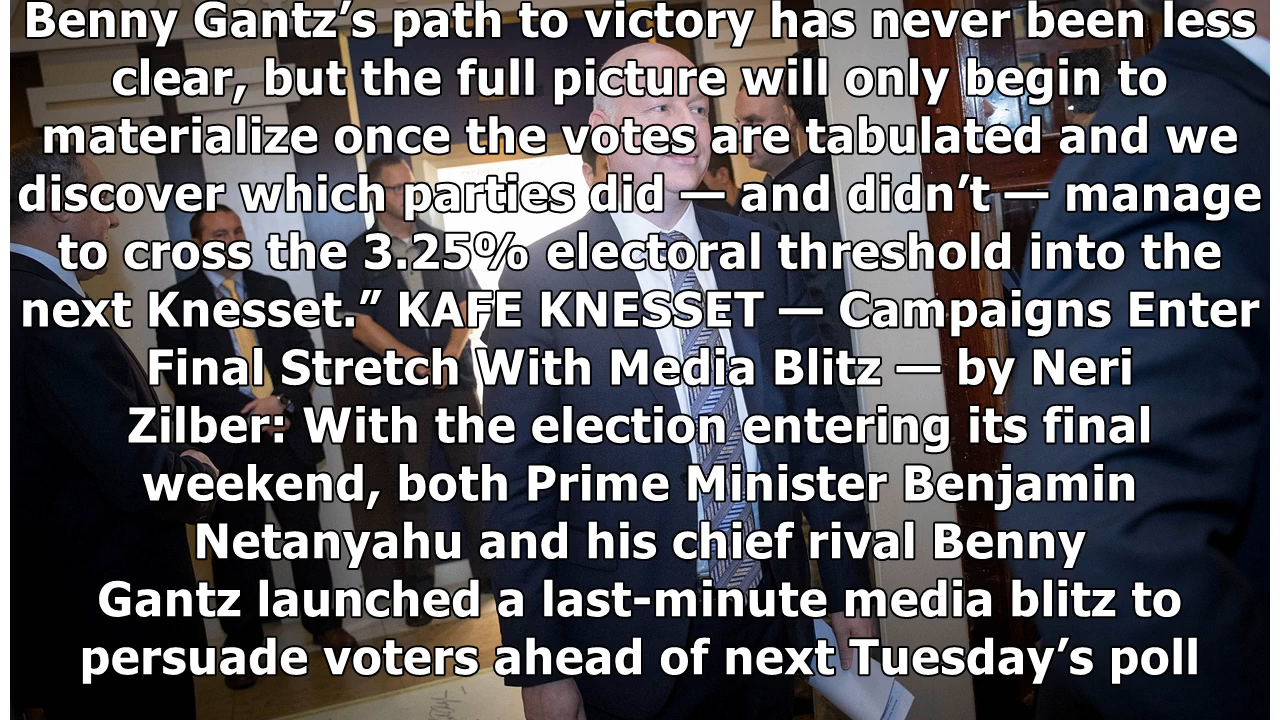 Benny Gantz’s path to victory has never been less
clear, but the full picture will only begin to
materialize once the votes are tabulated and we
discover which parties did — and didn’t — manage
to cross the 3.25% electoral threshold into the
next Knesset.” KAFE KNESSET — Campaigns Enter
Final Stretch With Media Blitz — by Neri
Zilber: With the election entering its final
weekend, both Prime Minister Benjamin
Netanyahu and his chief rival Benny
Gantz launched a last-minute media blitz to
persuade voters ahead of next Tuesday’s poll